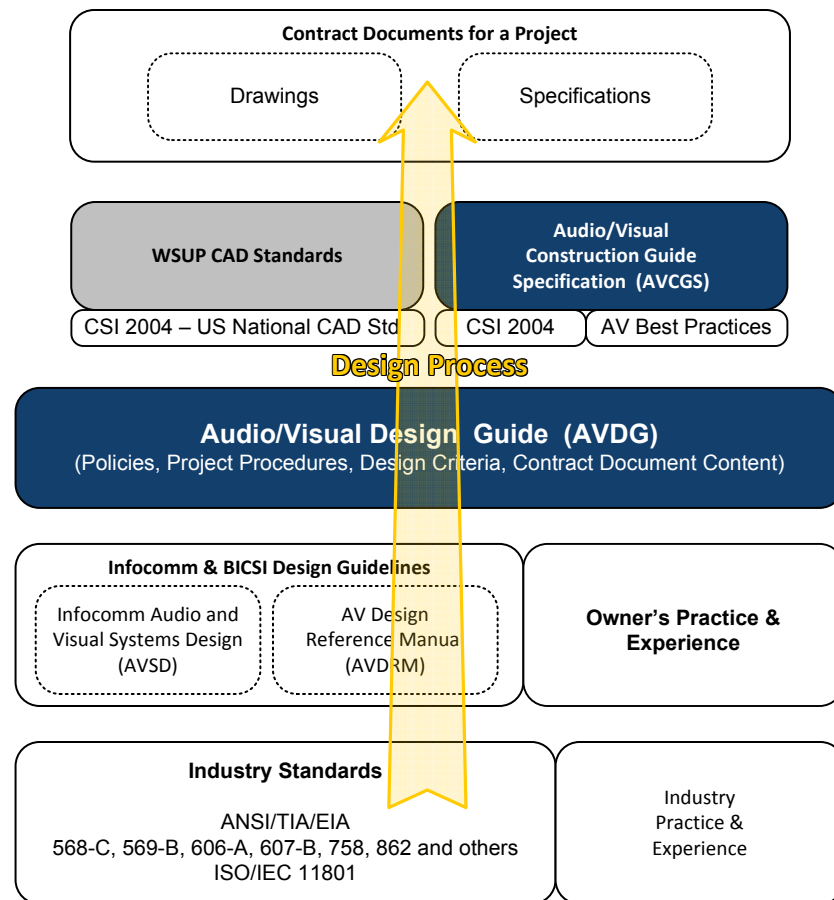 Contract Documents for a Project
Drawings
Specifications
WSUP CAD Standards
Audio/Visual
Construction Guide
Specification (AVCGS)
CSI 2004 – US National CAD Std
CSI 2004
AV Best Practices
Design Process
Audio/Visual Design Guide (AVDG)
(Policies, Project Procedures, Design Criteria, Contract Document Content)
Infocomm & BICSI Design Guidelines
Infocomm Audio and
Visual Systems Design
(AVSD)
AV Design
Reference Manua
(AVDRM)
Owner's Practice &
Experience
Industry Standards
ANSI/TIA/EIA
568-C, 569-B, 606-A, 607-B, 758, 862 and others
ISO/IEC 11801
Industry
Practice &
Experience